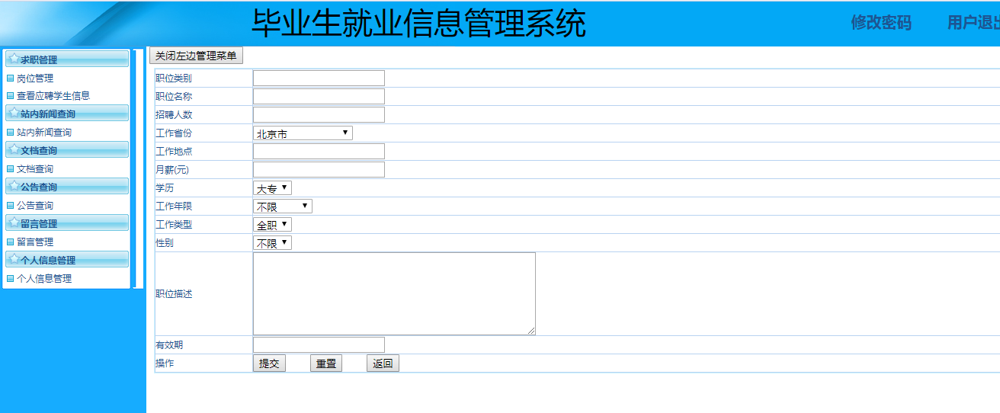 毕业生就业信息管理系统
修改密码
用户退出
求职管理
岗位管理
查看应聘学生信息
站内新闻查询
站内新闻查询
文档查询
文档查询
公告查询
公告查询
留言管理
留言管理
个人信息管理
个人信息管理
关闭左边管理菜单
职位类别
职位名称
招聘人数
工作省份 北京市
工作地点
月薪(元)
学历 大专
工作年限 不限
工作类型 全职
性别 不限
职位描述
有效期
操作 提交 重置 返回